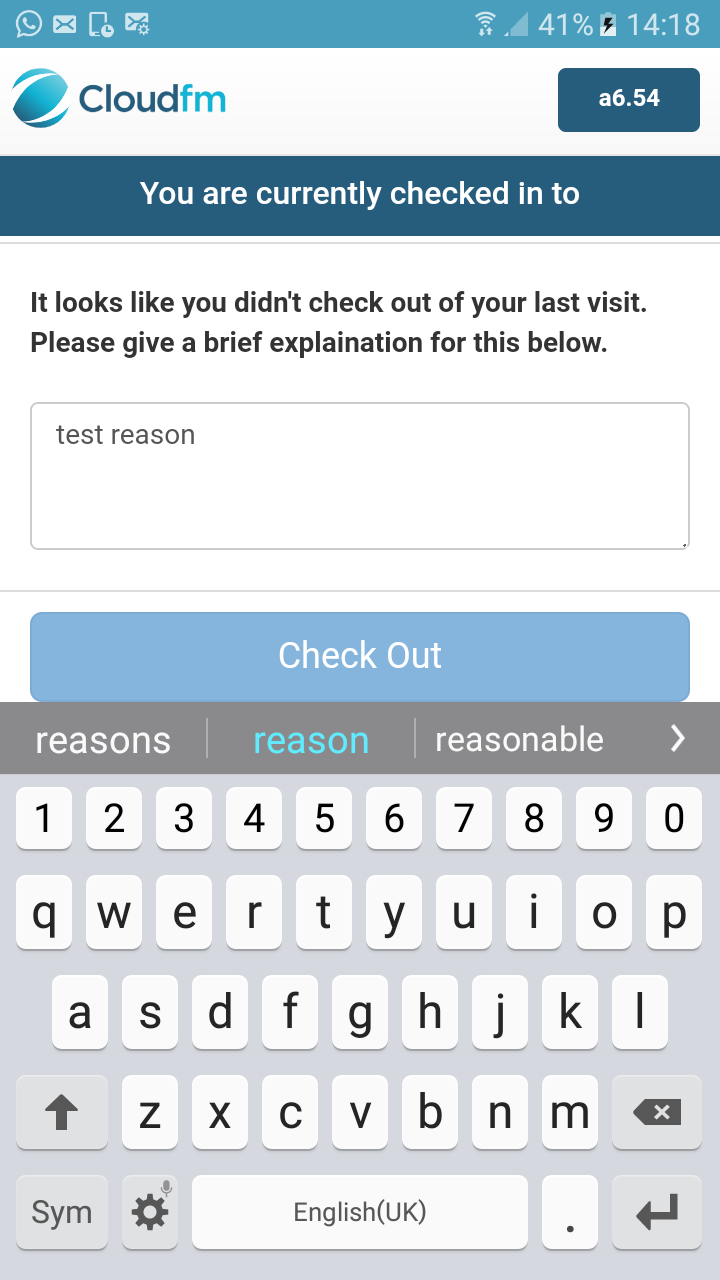 41% 14:18
Cloudfm
a6.54
You are currently checked in to
It looks like you didn't check out of your last visit.
Please give a brief explaination for this below.
test reason
Check Out
reasons reason reasonable
1 2 3 4 5 6 7 8 9 0
q w e r t y u i o p
a s d f g h j k l
z x c v b n m
Sym English(UK) .